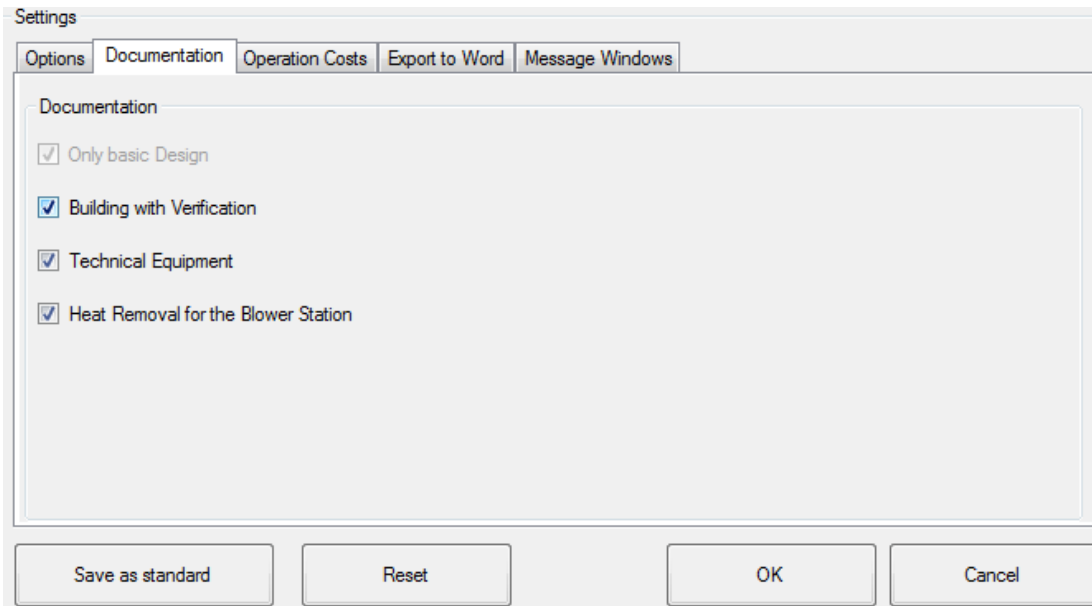 Settings
Options Documentation Operation Costs Export to Word Message Windows
Documentation
Only basic Design
Building with Verification
Technical Equipment
Heat Removal for the Blower Station
Save as standard Reset OK Cancel